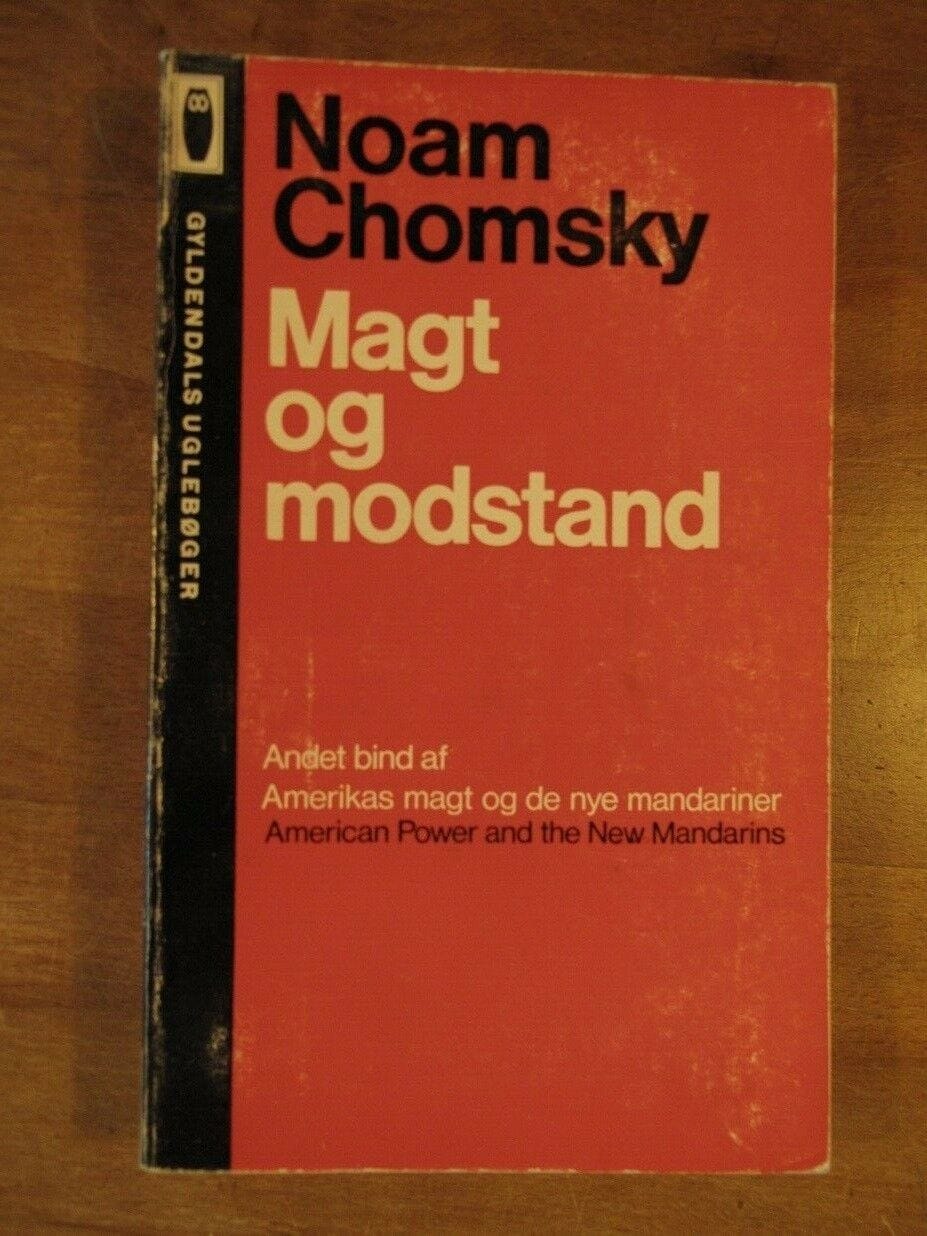 Noam
Chomsky
Magt
og
modstand
Andet bind af
Amerikas magt og de nye mandariner
American Power and the New Mandarins
GYLDENDALS UGLEBØGER